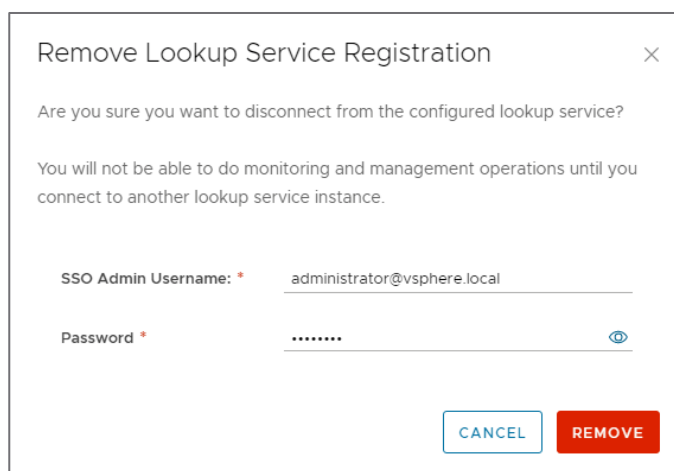 Remove Lookup Service Registration
Are you sure you want to disconnect from the configured lookup service?
You will not be able to do monitoring and management operations until you
connect to another lookup service instance.
SSO Admin Username: * administrator@vsphere.local
Password * ••••••••
CANCEL REMOVE